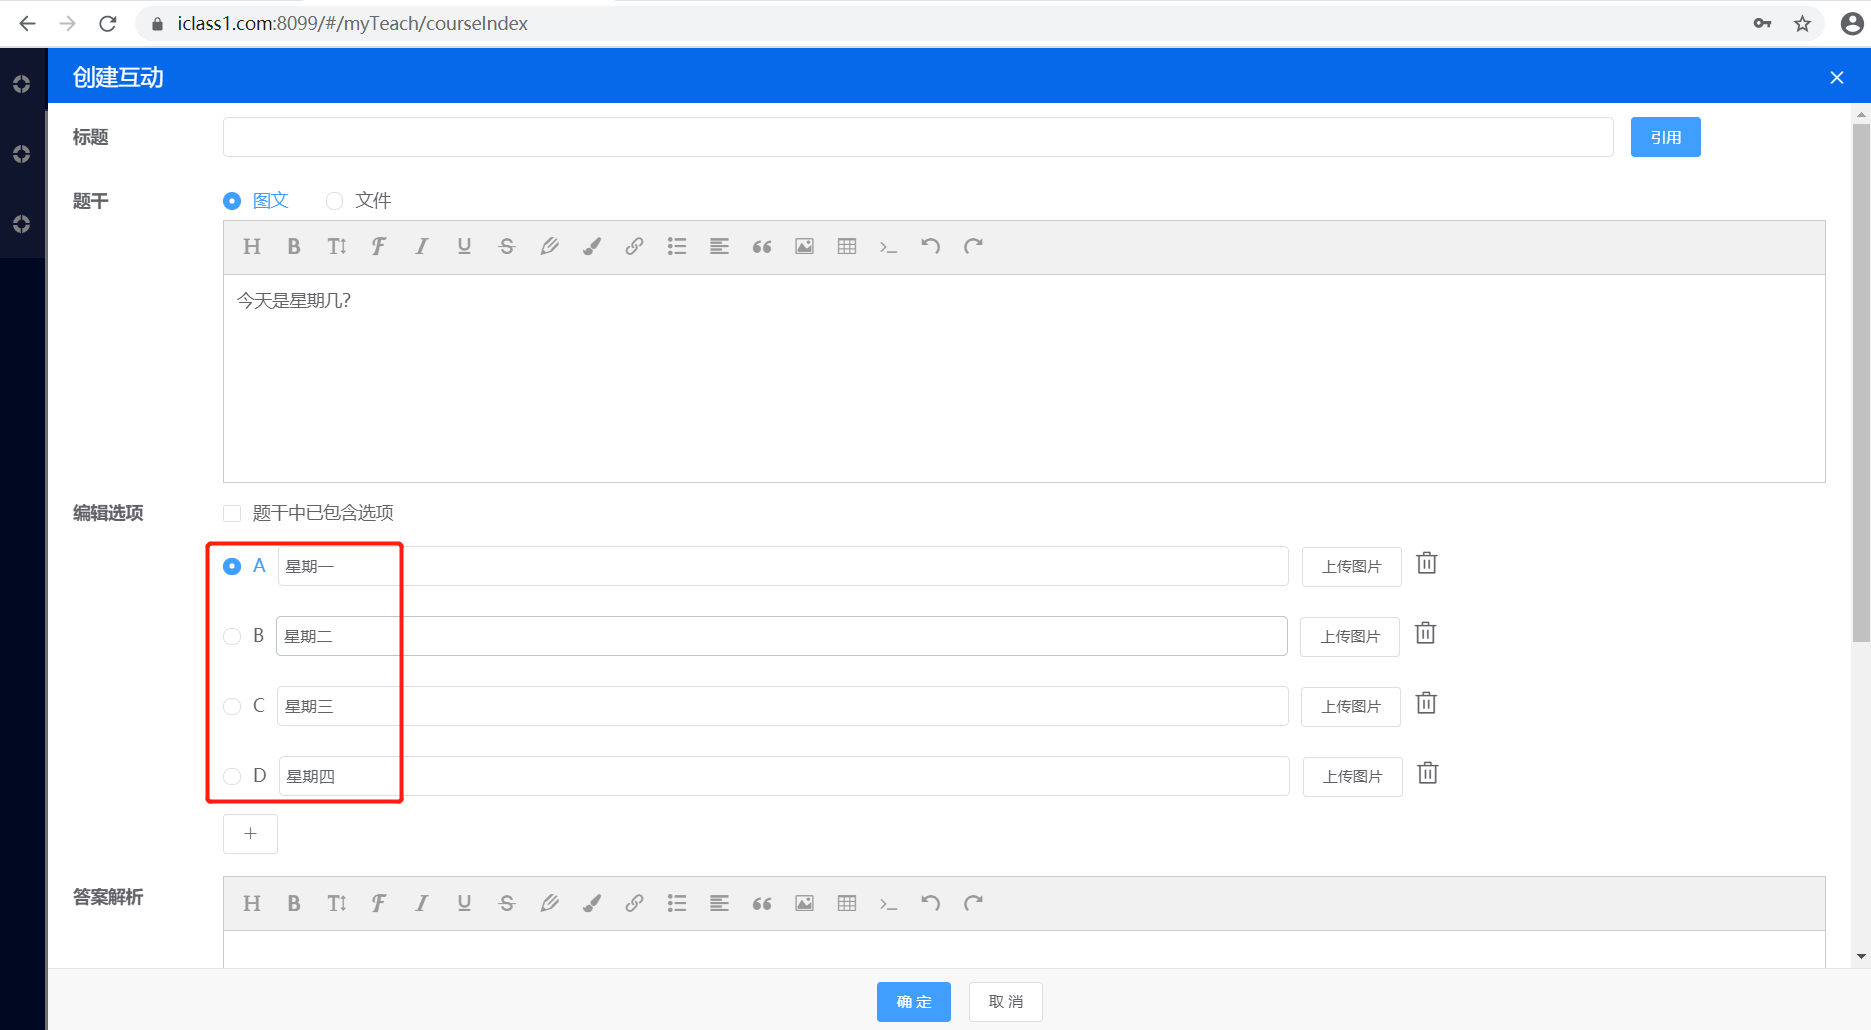 iclass1.com:8099/#/myTeach/courseIndex
创建互动
标题
引用
题干
图文 文件
H B T F I U S
今天是星期几?
编辑选项
题干中已包含选项
A 星期一 上传图片
B 星期二 上传图片
C 星期三 上传图片
D 星期四 上传图片
+
答案解析
H B T F I U S
确 定 取 消